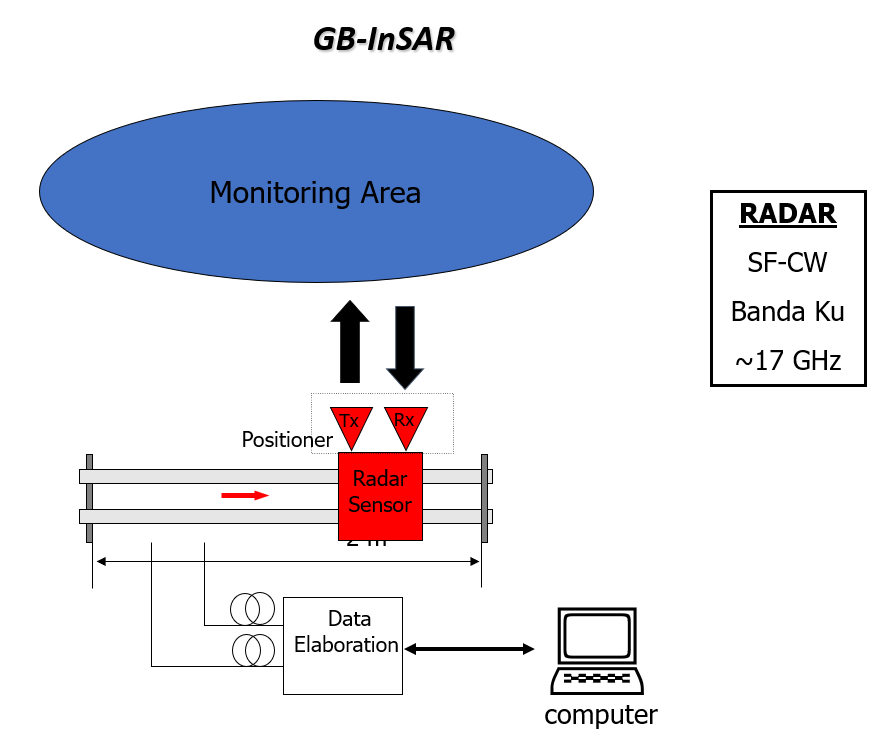 GB-InSAR
Monitoring Area
RADAR
SF-CW
Banda Ku
~17 GHz
Tx
Rx
Positioner
Radar
Sensor
2 m
Data
Elaboration
computer